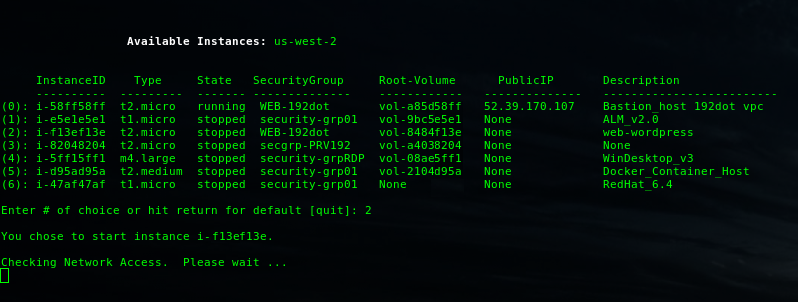 Available Instances: us-west-2
InstanceID Type State SecurityGroup Root-Volume PublicIP Description
---------- --------- ------- -------------- ------------ -------------- -------------------------
(0): i-58ff58ff t2.micro running WEB-192dot vol-a85d58ff 52.39.170.107 Bastion_host 192dot vpc
(1): i-e5e1e5e1 t1.micro stopped security-grp01 vol-9bc5e5e1 None ALM_v2.0
(2): i-f13ef13e t2.micro stopped WEB-192dot vol-8484f13e None web-wordpress
(3): i-82048204 t2.micro stopped secgrp-PRV192 vol-a4038204 None None
(4): i-5ff15ff1 m4.large stopped security-grpRDP vol-08ae5ff1 None WinDesktop_v3
(5): i-d95ad95a t2.medium stopped security-grp01 vol-2104d95a None Docker_Container_Host
(6): i-47af47af t1.micro stopped security-grp01 None None RedHat_6.4
Enter # of choice or hit return for default [quit]: 2
You chose to start instance i-f13ef13e.
Checking Network Access. Please wait ...